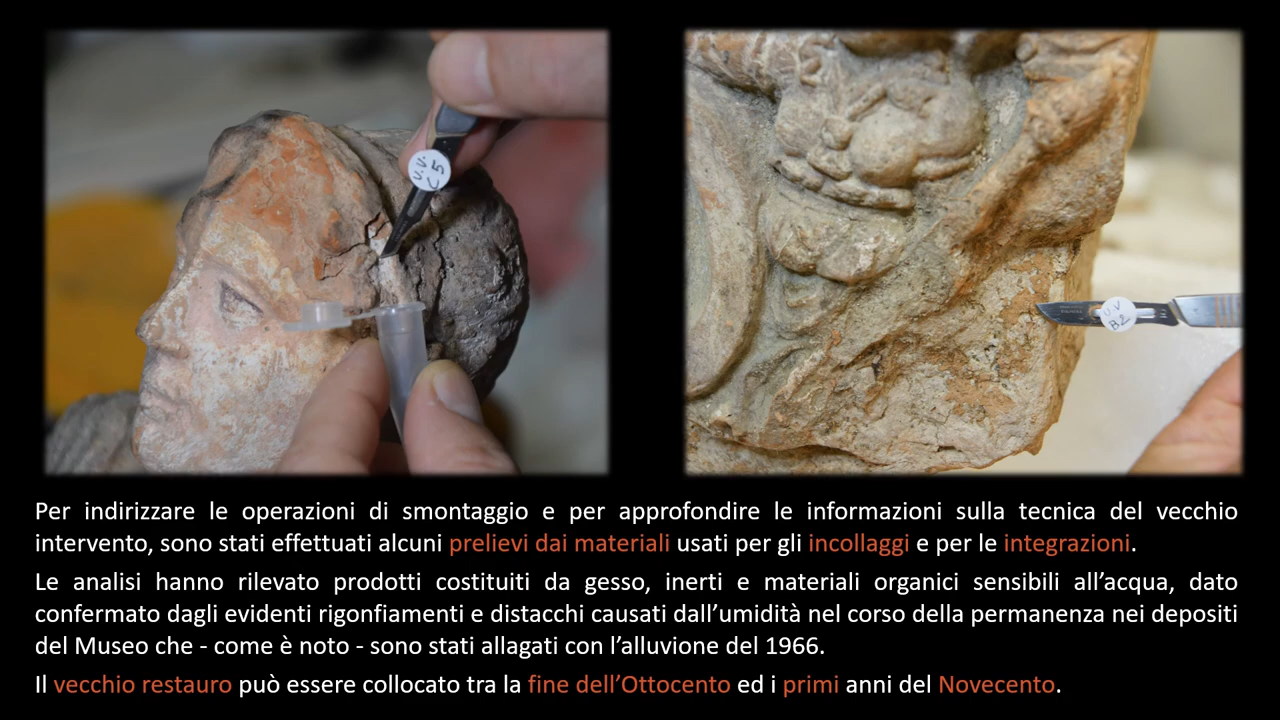 U.V.
C5
U.V
B2
Per indirizzare le operazioni di smontaggio e per approfondire le informazioni sulla tecnica del vecchio
intervento, sono stati effettuati alcuni prelievi dai materiali usati per gli incollaggi e per le integrazioni.
Le analisi hanno rilevato prodotti costituiti da gesso, inerti e materiali organici sensibili all’acqua, dato
confermato dagli evidenti rigonfiamenti e distacchi causati dall’umidità nel corso della permanenza nei depositi
del Museo che - come è noto - sono stati allagati con l’alluvione del 1966.
Il vecchio restauro può essere collocato tra la fine dell’Ottocento ed i primi anni del Novecento.